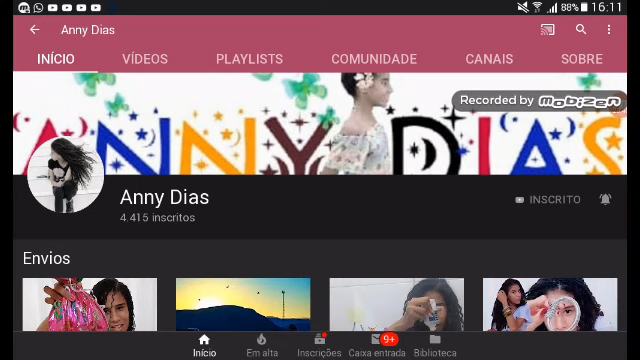 88% 16:11
Anny Dias
INÍCIO VÍDEOS PLAYLISTS COMUNIDADE CANAIS SOBRE
Recorded by MOBIZEN
ANNY DIAS
Anny Dias
INSCRITO
4.415 inscritos
Envios
9+
Início Em alta Inscrições Caixa entrada Biblioteca